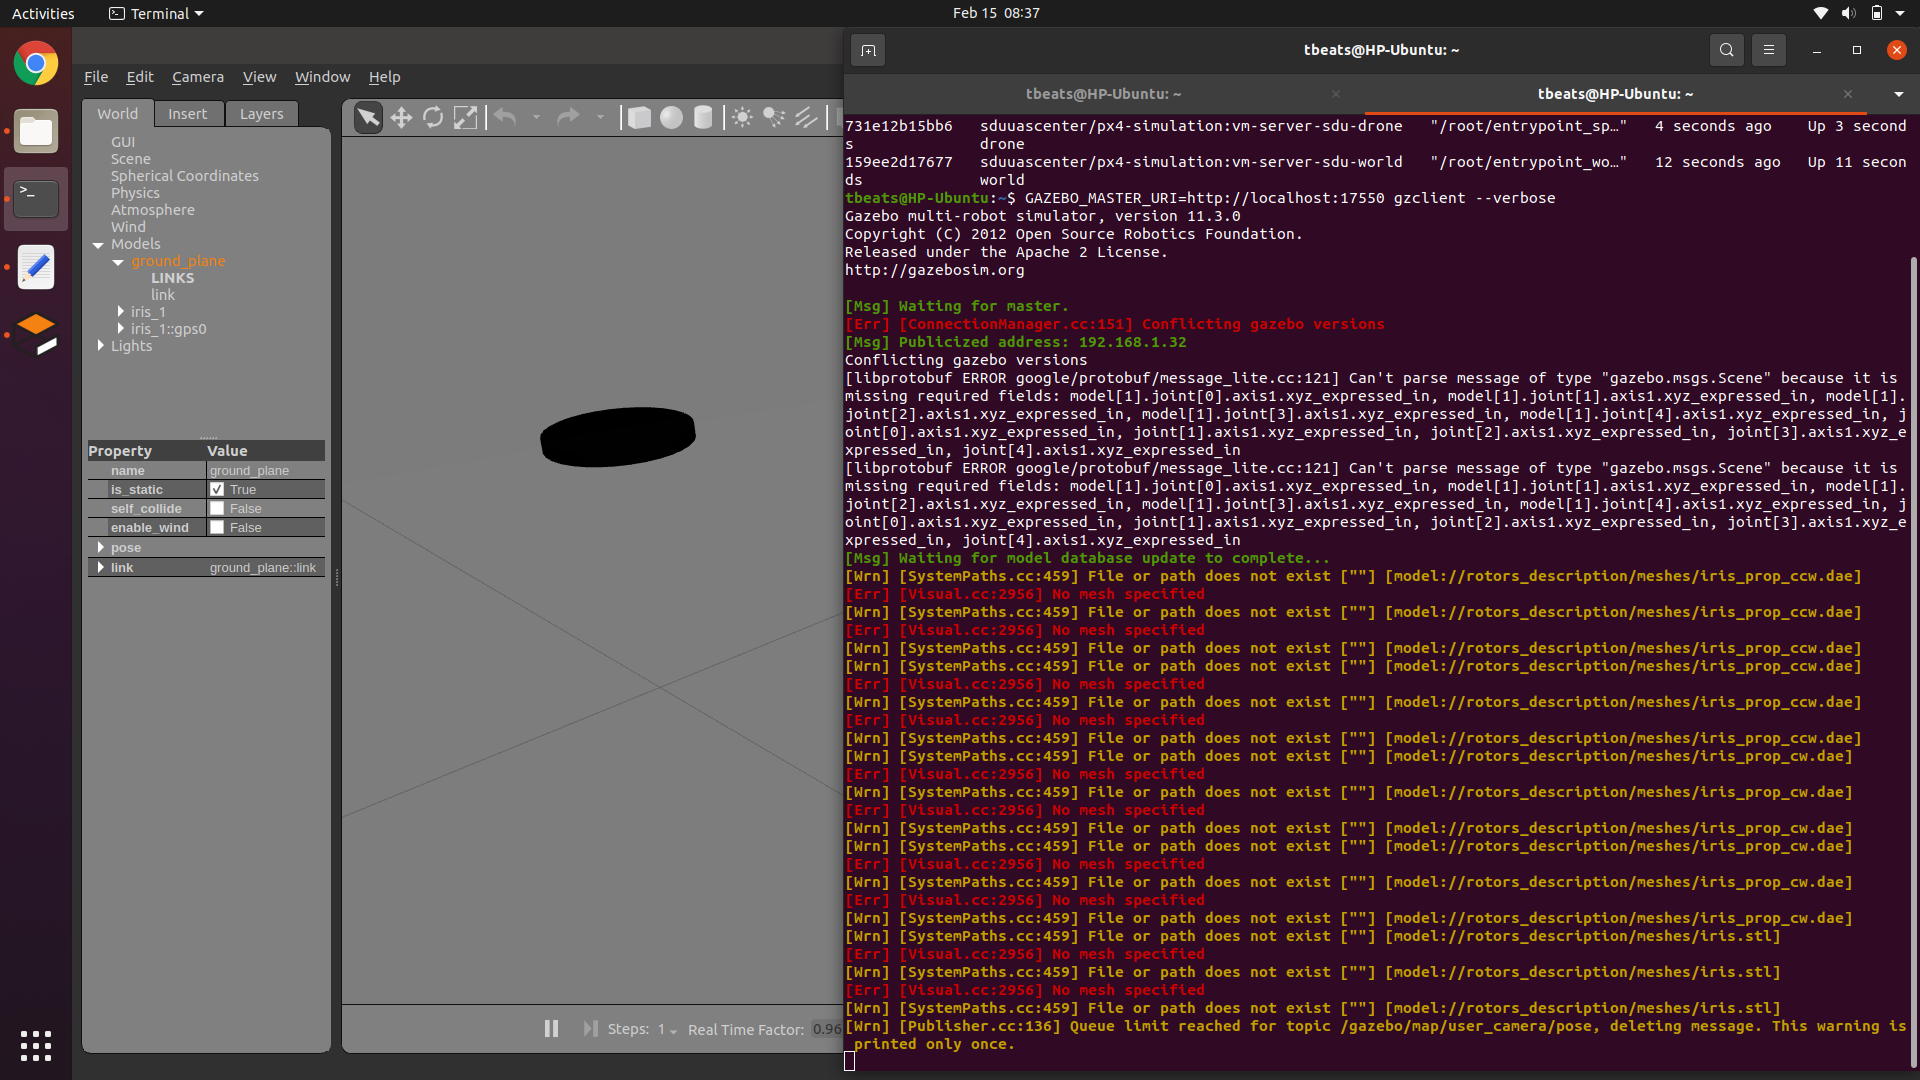 Activities
Terminal
Feb 15 08:37
File Edit Camera View Window Help
World Insert Layers
GUI
Scene
Spherical Coordinates
Physics
Atmosphere
Wind
Models
ground_plane
LINKS
link
iris_1
iris_1::gps0
Lights
Property Value
name ground_plane
is_static True
self_collide False
enable_wind False
pose
link ground_plane::link
Steps: 1 Real Time Factor: 0.96
tbeats@HP-Ubuntu: ~
tbeats@HP-Ubuntu: ~
tbeats@HP-Ubuntu: ~
731e12b15bb6 sduuascenter/px4-simulation:vm-server-sdu-drone "/root/entrypoint_sp…" 4 seconds ago Up 3 second
s drone
159ee2d17677 sduuascenter/px4-simulation:vm-server-sdu-world "/root/entrypoint_wo…" 12 seconds ago Up 11 secon
ds world
tbeats@HP-Ubuntu:~$ GAZEBO_MASTER_URI=http://localhost:17550 gzclient --verbose
Gazebo multi-robot simulator, version 11.3.0
Copyright (C) 2012 Open Source Robotics Foundation.
Released under the Apache 2 License.
http://gazebosim.org
[Msg] Waiting for master.
[Err] [ConnectionManager.cc:151] Conflicting gazebo versions
[Msg] Publicized address: 192.168.1.32
Conflicting gazebo versions
[libprotobuf ERROR google/protobuf/message_lite.cc:121] Can't parse message of type "gazebo.msgs.Scene" because it is
missing required fields: model[1].joint[0].axis1.xyz_expressed_in, model[1].joint[1].axis1.xyz_expressed_in, model[1].
joint[2].axis1.xyz_expressed_in, model[1].joint[3].axis1.xyz_expressed_in, model[1].joint[4].axis1.xyz_expressed_in, j
oint[0].axis1.xyz_expressed_in, joint[1].axis1.xyz_expressed_in, joint[2].axis1.xyz_expressed_in, joint[3].axis1.xyz_e
xpressed_in, joint[4].axis1.xyz_expressed_in
[libprotobuf ERROR google/protobuf/message_lite.cc:121] Can't parse message of type "gazebo.msgs.Scene" because it is
missing required fields: model[1].joint[0].axis1.xyz_expressed_in, model[1].joint[1].axis1.xyz_expressed_in, model[1].
joint[2].axis1.xyz_expressed_in, model[1].joint[3].axis1.xyz_expressed_in, model[1].joint[4].axis1.xyz_expressed_in, j
oint[0].axis1.xyz_expressed_in, joint[1].axis1.xyz_expressed_in, joint[2].axis1.xyz_expressed_in, joint[3].axis1.xyz_e
xpressed_in, joint[4].axis1.xyz_expressed_in
[Msg] Waiting for model database update to complete...
[Wrn] [SystemPaths.cc:459] File or path does not exist [""] [model://rotors_description/meshes/iris_prop_ccw.dae]
[Err] [Visual.cc:2956] No mesh specified
[Wrn] [SystemPaths.cc:459] File or path does not exist [""] [model://rotors_description/meshes/iris_prop_ccw.dae]
[Err] [Visual.cc:2956] No mesh specified
[Wrn] [SystemPaths.cc:459] File or path does not exist [""] [model://rotors_description/meshes/iris_prop_ccw.dae]
[Wrn] [SystemPaths.cc:459] File or path does not exist [""] [model://rotors_description/meshes/iris_prop_ccw.dae]
[Err] [Visual.cc:2956] No mesh specified
[Wrn] [SystemPaths.cc:459] File or path does not exist [""] [model://rotors_description/meshes/iris_prop_ccw.dae]
[Err] [Visual.cc:2956] No mesh specified
[Wrn] [SystemPaths.cc:459] File or path does not exist [""] [model://rotors_description/meshes/iris_prop_ccw.dae]
[Wrn] [SystemPaths.cc:459] File or path does not exist [""] [model://rotors_description/meshes/iris_prop_cw.dae]
[Err] [Visual.cc:2956] No mesh specified
[Wrn] [SystemPaths.cc:459] File or path does not exist [""] [model://rotors_description/meshes/iris_prop_cw.dae]
[Err] [Visual.cc:2956] No mesh specified
[Wrn] [SystemPaths.cc:459] File or path does not exist [""] [model://rotors_description/meshes/iris_prop_cw.dae]
[Wrn] [SystemPaths.cc:459] File or path does not exist [""] [model://rotors_description/meshes/iris_prop_cw.dae]
[Err] [Visual.cc:2956] No mesh specified
[Wrn] [SystemPaths.cc:459] File or path does not exist [""] [model://rotors_description/meshes/iris_prop_cw.dae]
[Err] [Visual.cc:2956] No mesh specified
[Wrn] [SystemPaths.cc:459] File or path does not exist [""] [model://rotors_description/meshes/iris_prop_cw.dae]
[Wrn] [SystemPaths.cc:459] File or path does not exist [""] [model://rotors_description/meshes/iris.stl]
[Err] [Visual.cc:2956] No mesh specified
[Wrn] [SystemPaths.cc:459] File or path does not exist [""] [model://rotors_description/meshes/iris.stl]
[Err] [Visual.cc:2956] No mesh specified
[Wrn] [SystemPaths.cc:459] File or path does not exist [""] [model://rotors_description/meshes/iris.stl]
[Wrn] [Publisher.cc:136] Queue limit reached for topic /gazebo/map/user_camera/pose, deleting message. This warning is
printed only once.